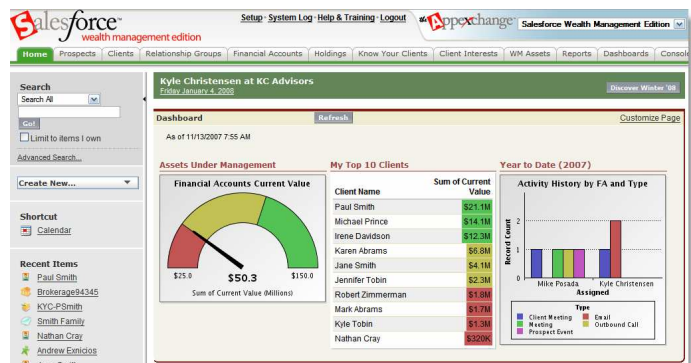 Salesforce
wealth management edition
Setup · System Log · Help & Training · Logout
Appexchange
Salesforce Wealth Management Edition
Home Prospects Clients Relationship Groups Financial Accounts Holdings Know Your Clients Client Interests WM Assets Reports Dashboards Console
Search
Search All
Go!
Limit to items I own
Advanced Search...
Create New...
Shortcut
Calendar
Recent Items
Paul Smith
Brokerage94345
KYC-PSmith
Smith Family
Nathan Cray
Andrew Exnicios
Kyle Christensen at KC Advisors
Friday January 4, 2008
Discover Winter '08
Dashboard
Refresh
Customize Page
As of 11/13/2007 7:55 AM
Assets Under Management
Financial Accounts Current Value
$25.0
$50.3
$150.0
Sum of Current Value (Millions)
My Top 10 Clients
Client Name Sum of Current Value
Paul Smith $21.1M
Michael Prince $14.1M
Irene Davidson $12.3M
Karen Abrams $6.8M
Jane Smith $4.1M
Jennifer Tobin $2.3M
Robert Zimmerman $1.8M
Mark Abrams $1.7M
Kyle Tobin $1.3M
Nathan Cray $320K
Year to Date (2007)
Activity History by FA and Type
Record Count
2
1
0
Mike Posada Kyle Christensen
Assigned
Type
Client Meeting Email
Meeting Outbound Call
Prospect Event